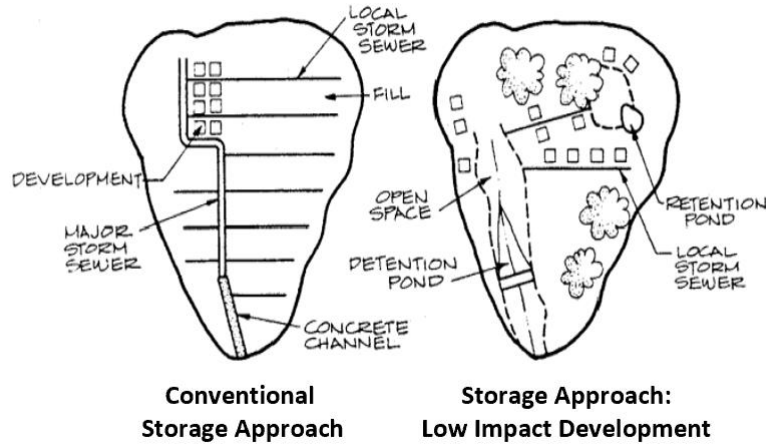 LOCAL
STORM
SEWER
FILL
DEVELOPMENT
MAJOR
STORM
SEWER
CONCRETE
CHANNEL
OPEN
SPACE
DETENTION
POND
RETENTION
POND
LOCAL
STORM
SEWER
Conventional
Storage Approach
Storage Approach:
Low Impact Development